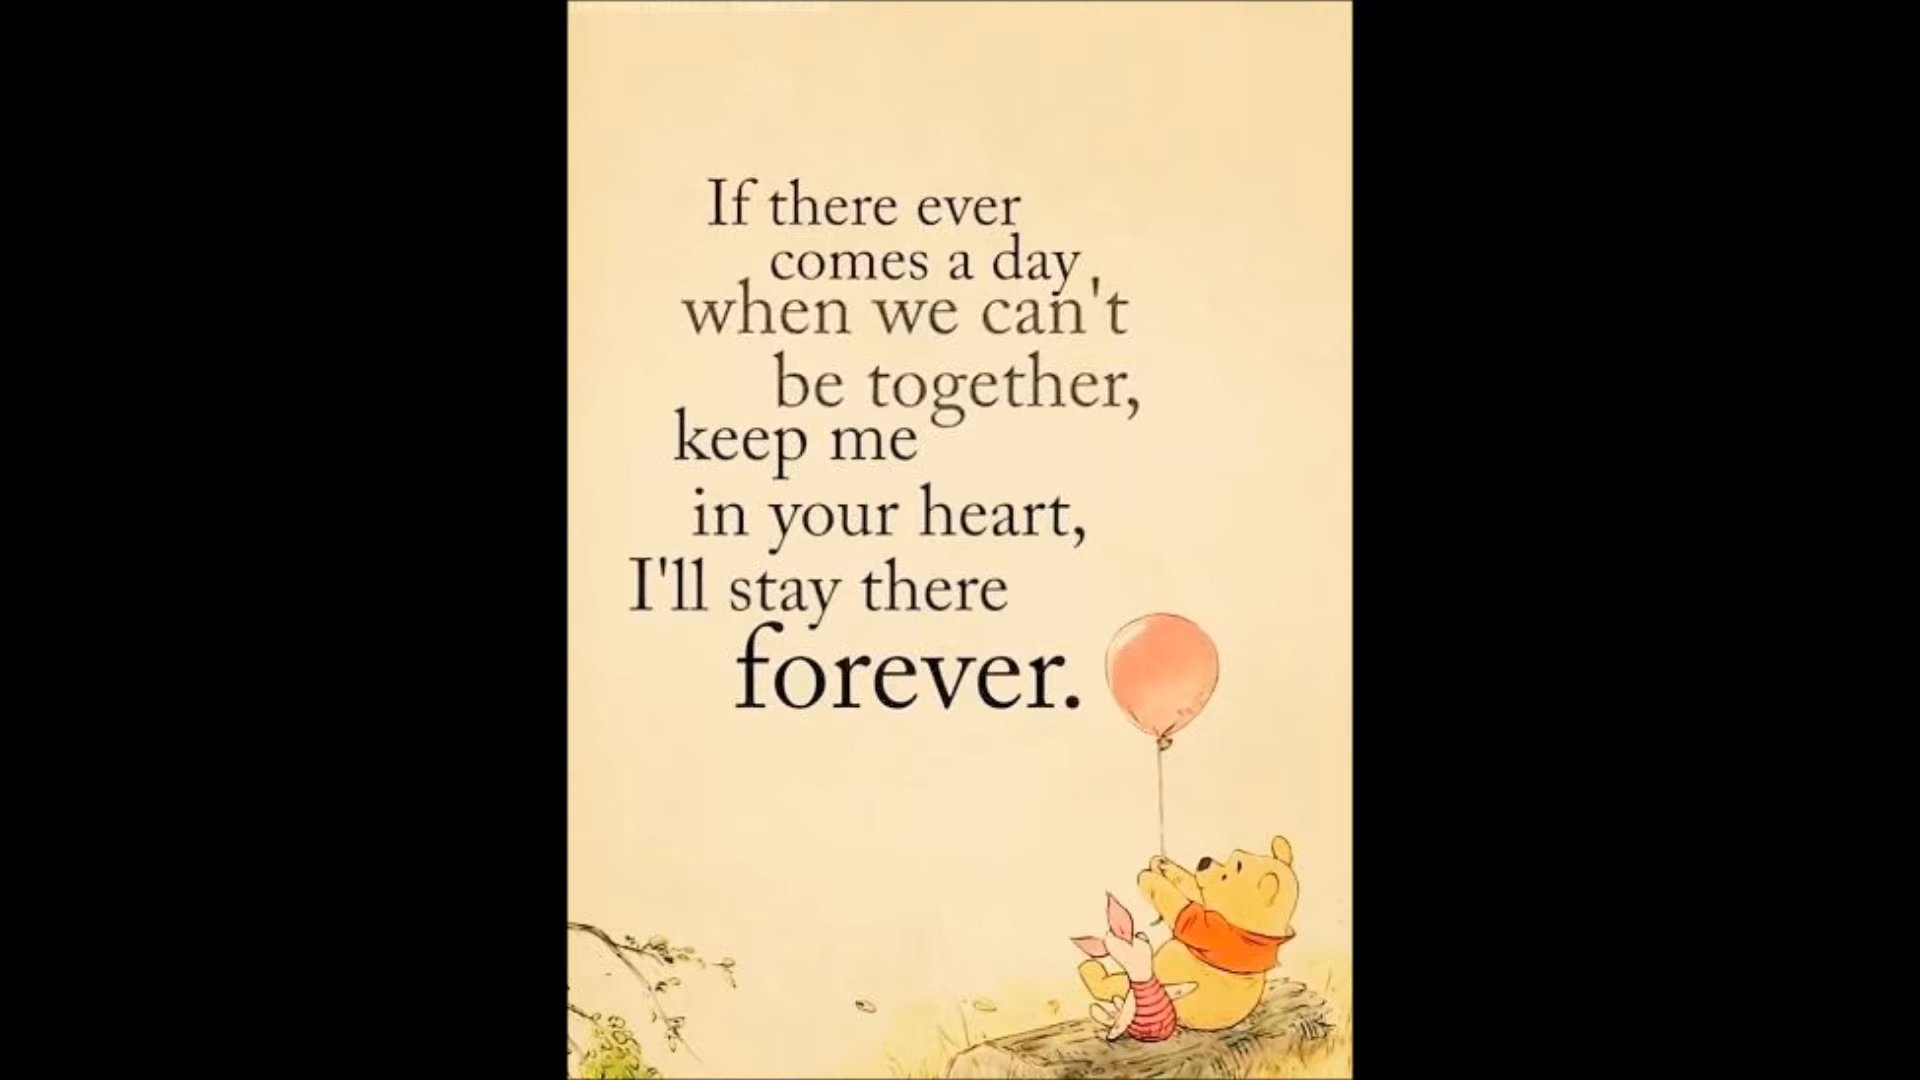 If there ever
comes a day
when we can't
be together,
keep me
in your heart,
I'll stay there
forever.